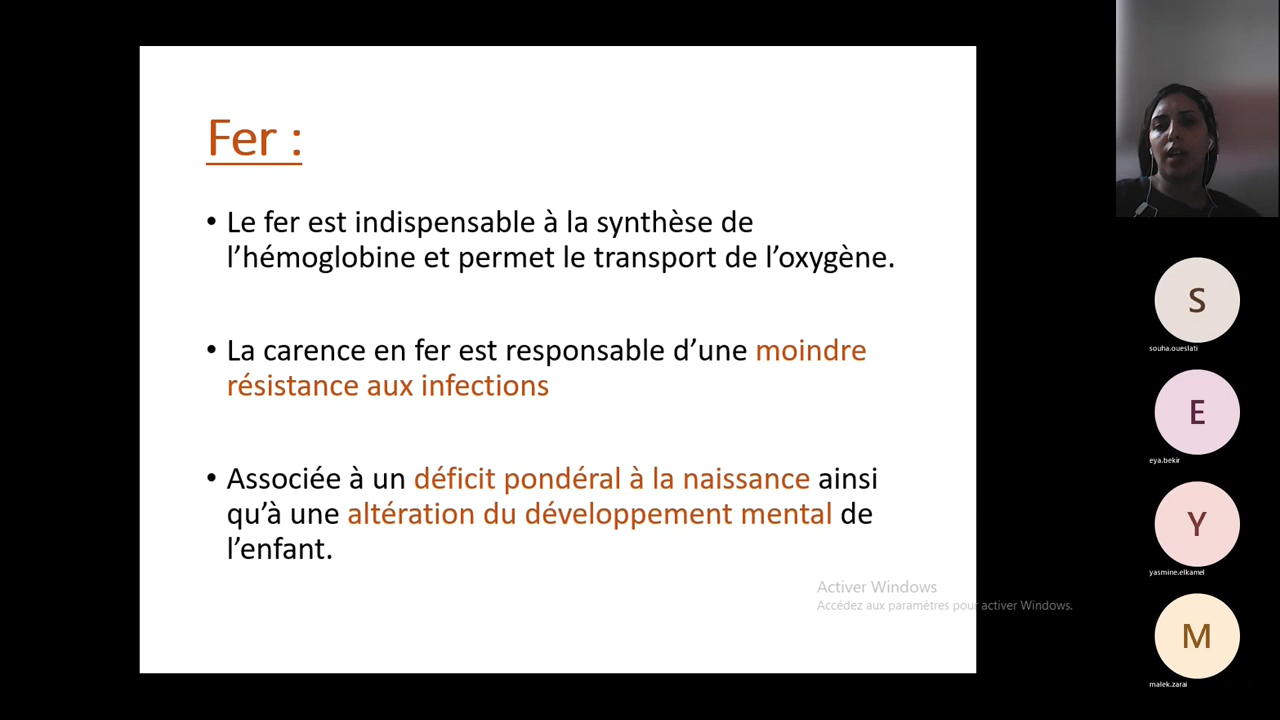 Fer :
• Le fer est indispensable à la synthèse de
l’hémoglobine et permet le transport de l’oxygène.
• La carence en fer est responsable d’une moindre
résistance aux infections
• Associée à un déficit pondéral à la naissance ainsi
qu’à une altération du développement mental de
l’enfant.
Activer Windows
Accédez aux paramètres pour activer Windows.
S
souha.oueslati
E
eya.bekir
Y
yasmine.elkamel
M
malek.zarai